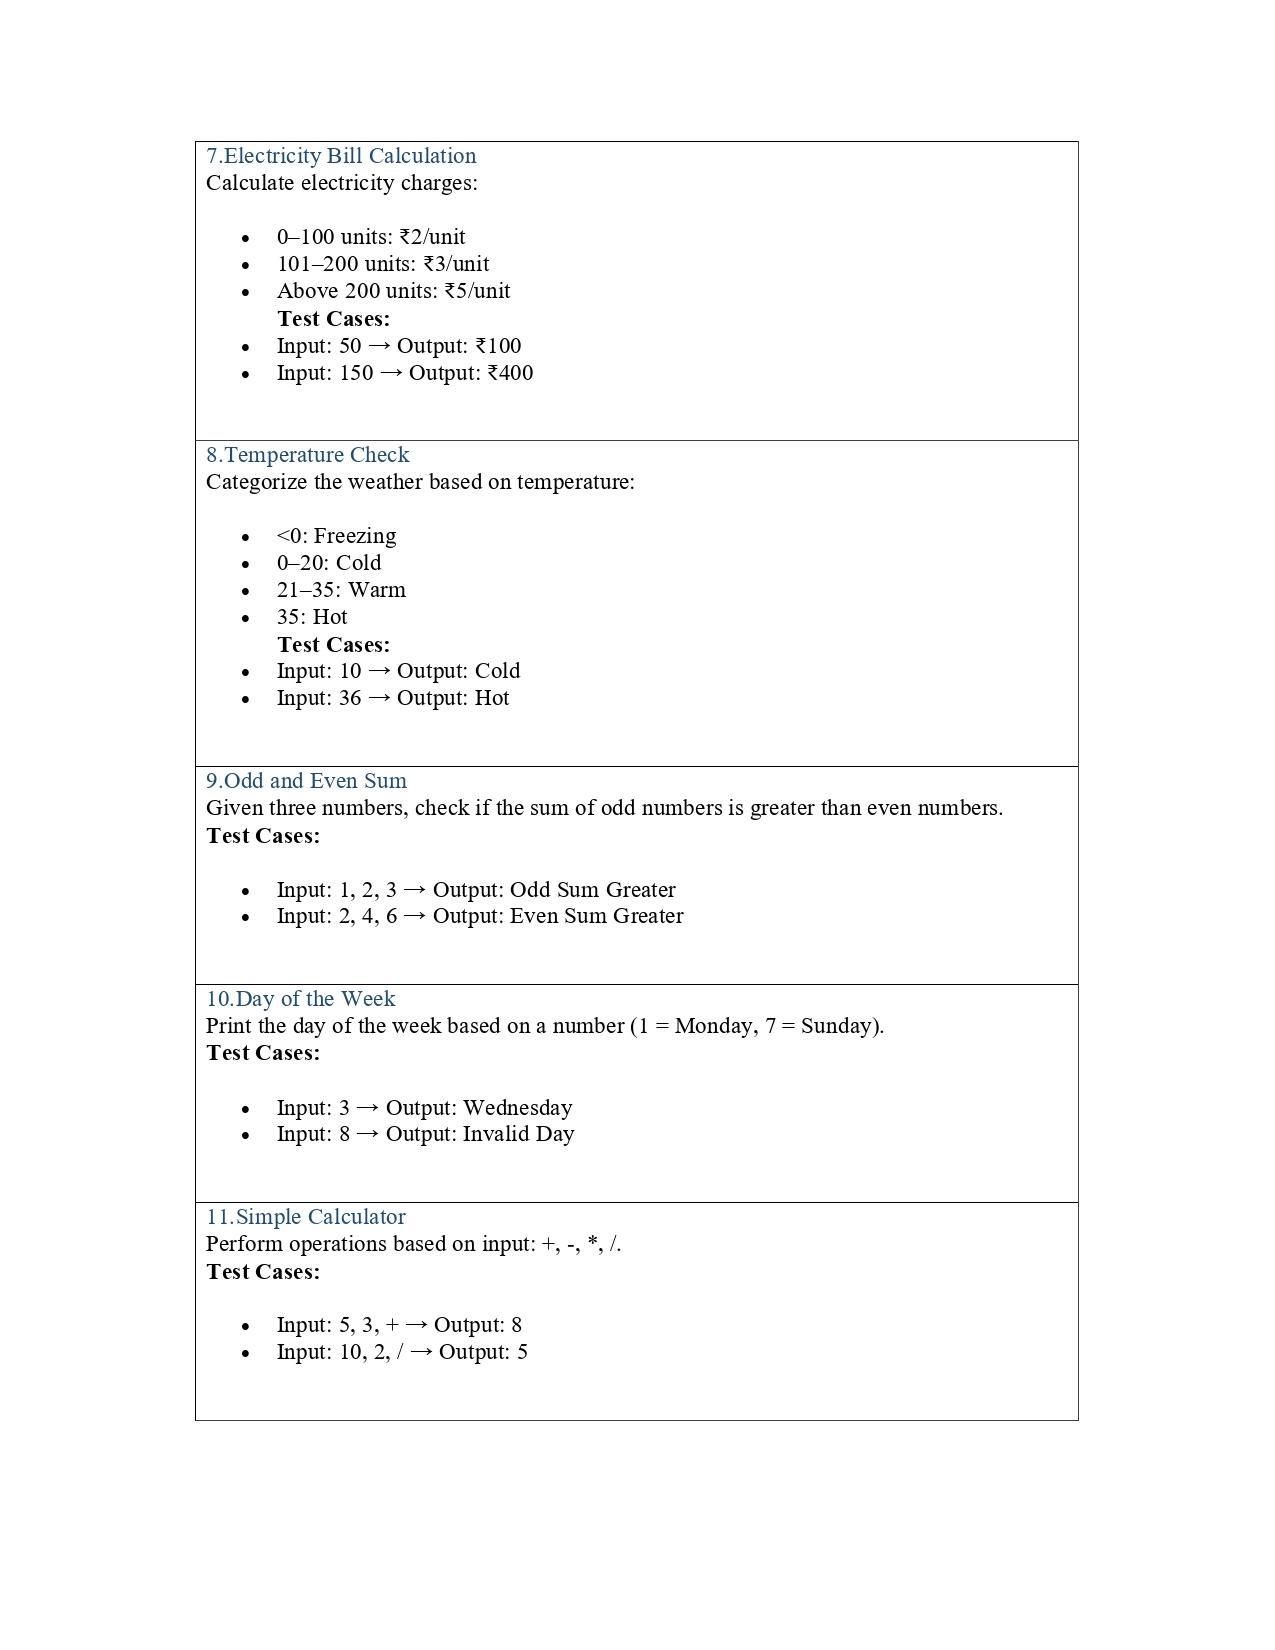 7.Electricity Bill Calculation
Calculate electricity charges:
• 0–100 units: ₹2/unit
• 101–200 units: ₹3/unit
• Above 200 units: ₹5/unit
Test Cases:
• Input: 50 → Output: ₹100
• Input: 150 → Output: ₹400
8.Temperature Check
Categorize the weather based on temperature:
• <0: Freezing
• 0–20: Cold
• 21–35: Warm
• 35: Hot
Test Cases:
• Input: 10 → Output: Cold
• Input: 36 → Output: Hot
9.Odd and Even Sum
Given three numbers, check if the sum of odd numbers is greater than even numbers.
Test Cases:
• Input: 1, 2, 3 → Output: Odd Sum Greater
• Input: 2, 4, 6 → Output: Even Sum Greater
10.Day of the Week
Print the day of the week based on a number (1 = Monday, 7 = Sunday).
Test Cases:
• Input: 3 → Output: Wednesday
• Input: 8 → Output: Invalid Day
11.Simple Calculator
Perform operations based on input: +, -, *, /.
Test Cases:
• Input: 5, 3, + → Output: 8
• Input: 10, 2, / → Output: 5